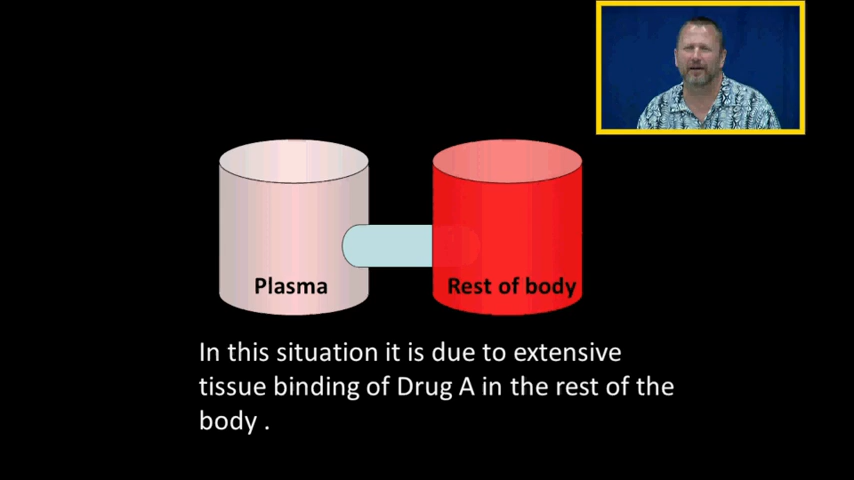 Plasma
Rest of body
In this situation it is due to extensive
tissue binding of Drug A in the rest of the
body .